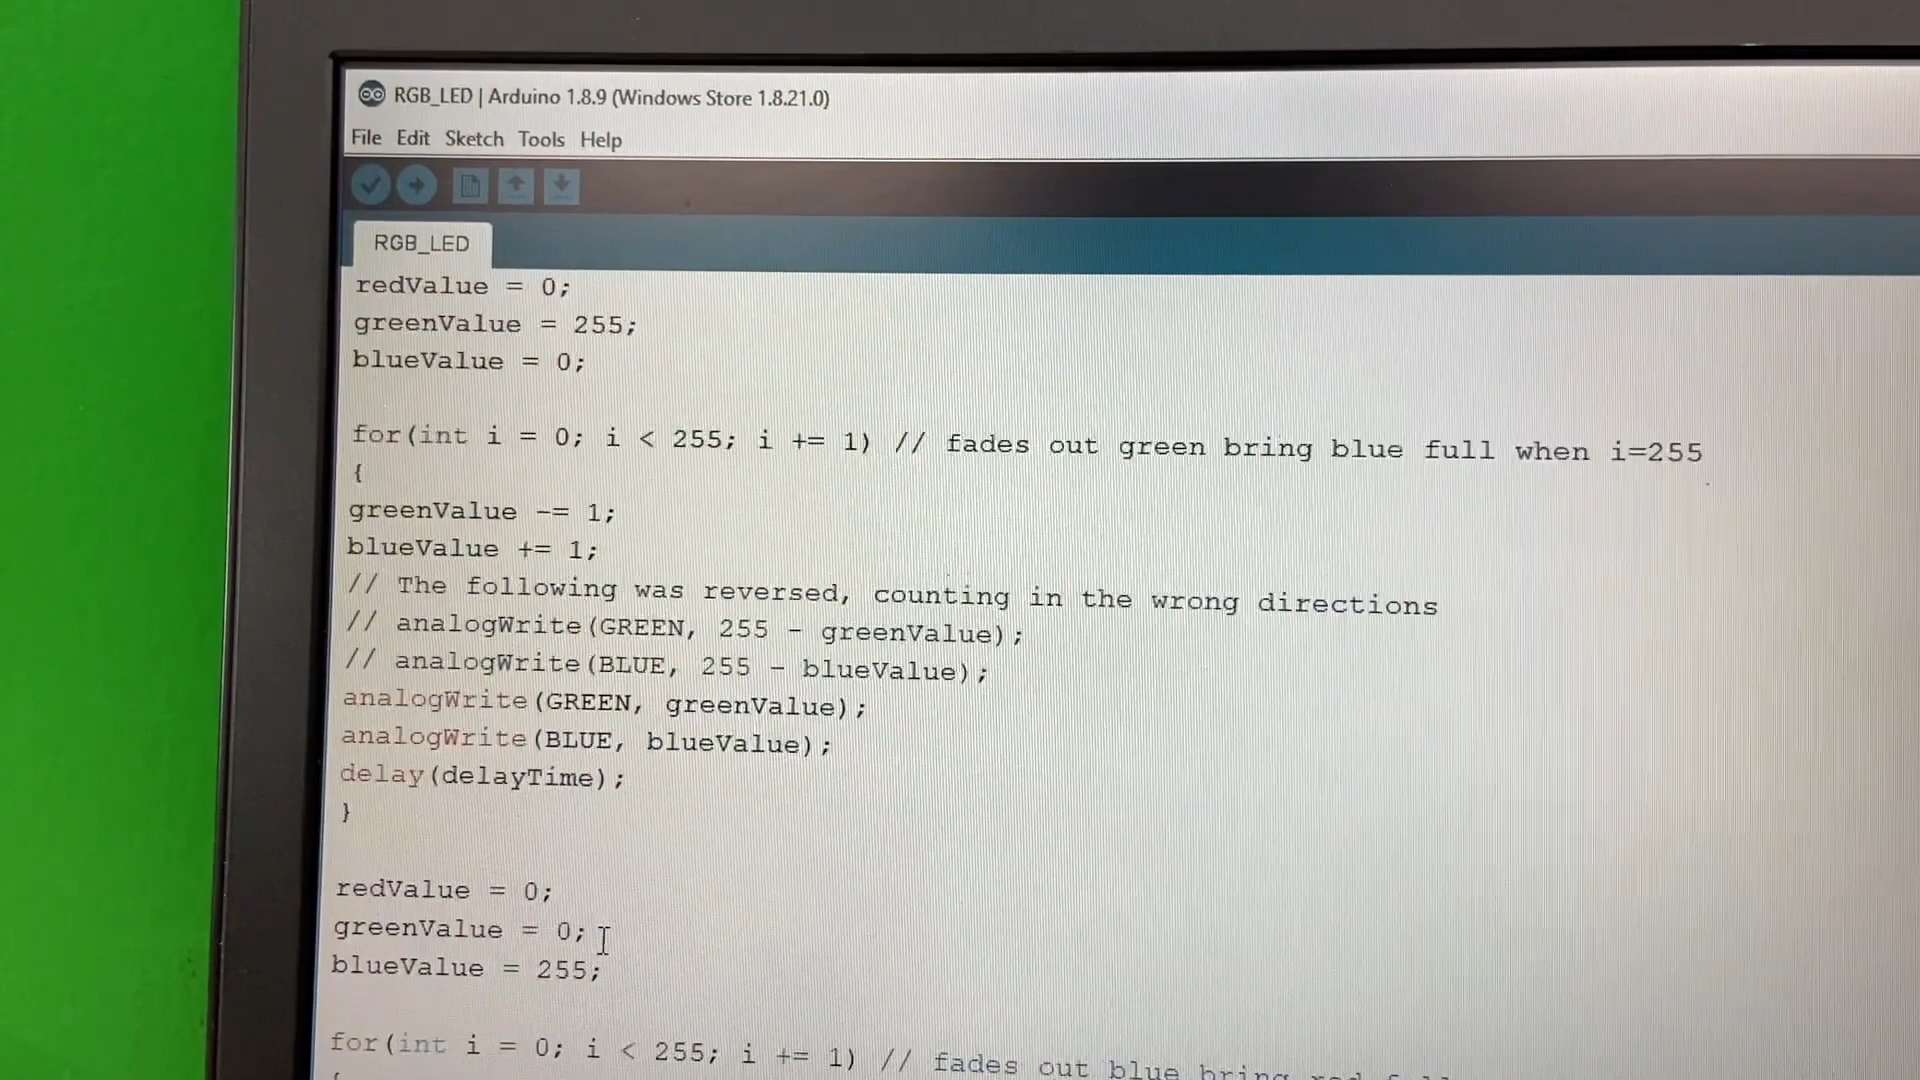 RGB_LED | Arduino 1.8.9 (Windows Store 1.8.21.0)
File Edit Sketch Tools Help
RGB_LED
redValue = 0;
greenValue = 255;
blueValue = 0;
for(int i = 0; i < 255; i += 1) // fades out green bring blue full when i=255
{
greenValue -= 1;
blueValue += 1;
// The following was reversed, counting in the wrong directions
// analogWrite(GREEN, 255 - greenValue);
// analogWrite(BLUE, 255 - blueValue);
analogWrite(GREEN, greenValue);
analogWrite(BLUE, blueValue);
delay(delayTime);
}
redValue = 0;
greenValue = 0;
blueValue = 255;
for(int i = 0; i < 255; i += 1) // fades out blue bring red